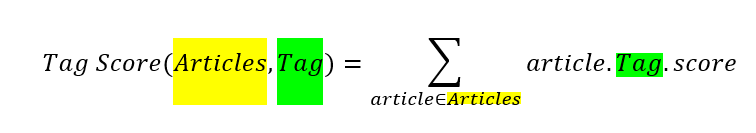 Tag Score(Articles, Tag) = ∑ article.Tag.score
article∈Articles